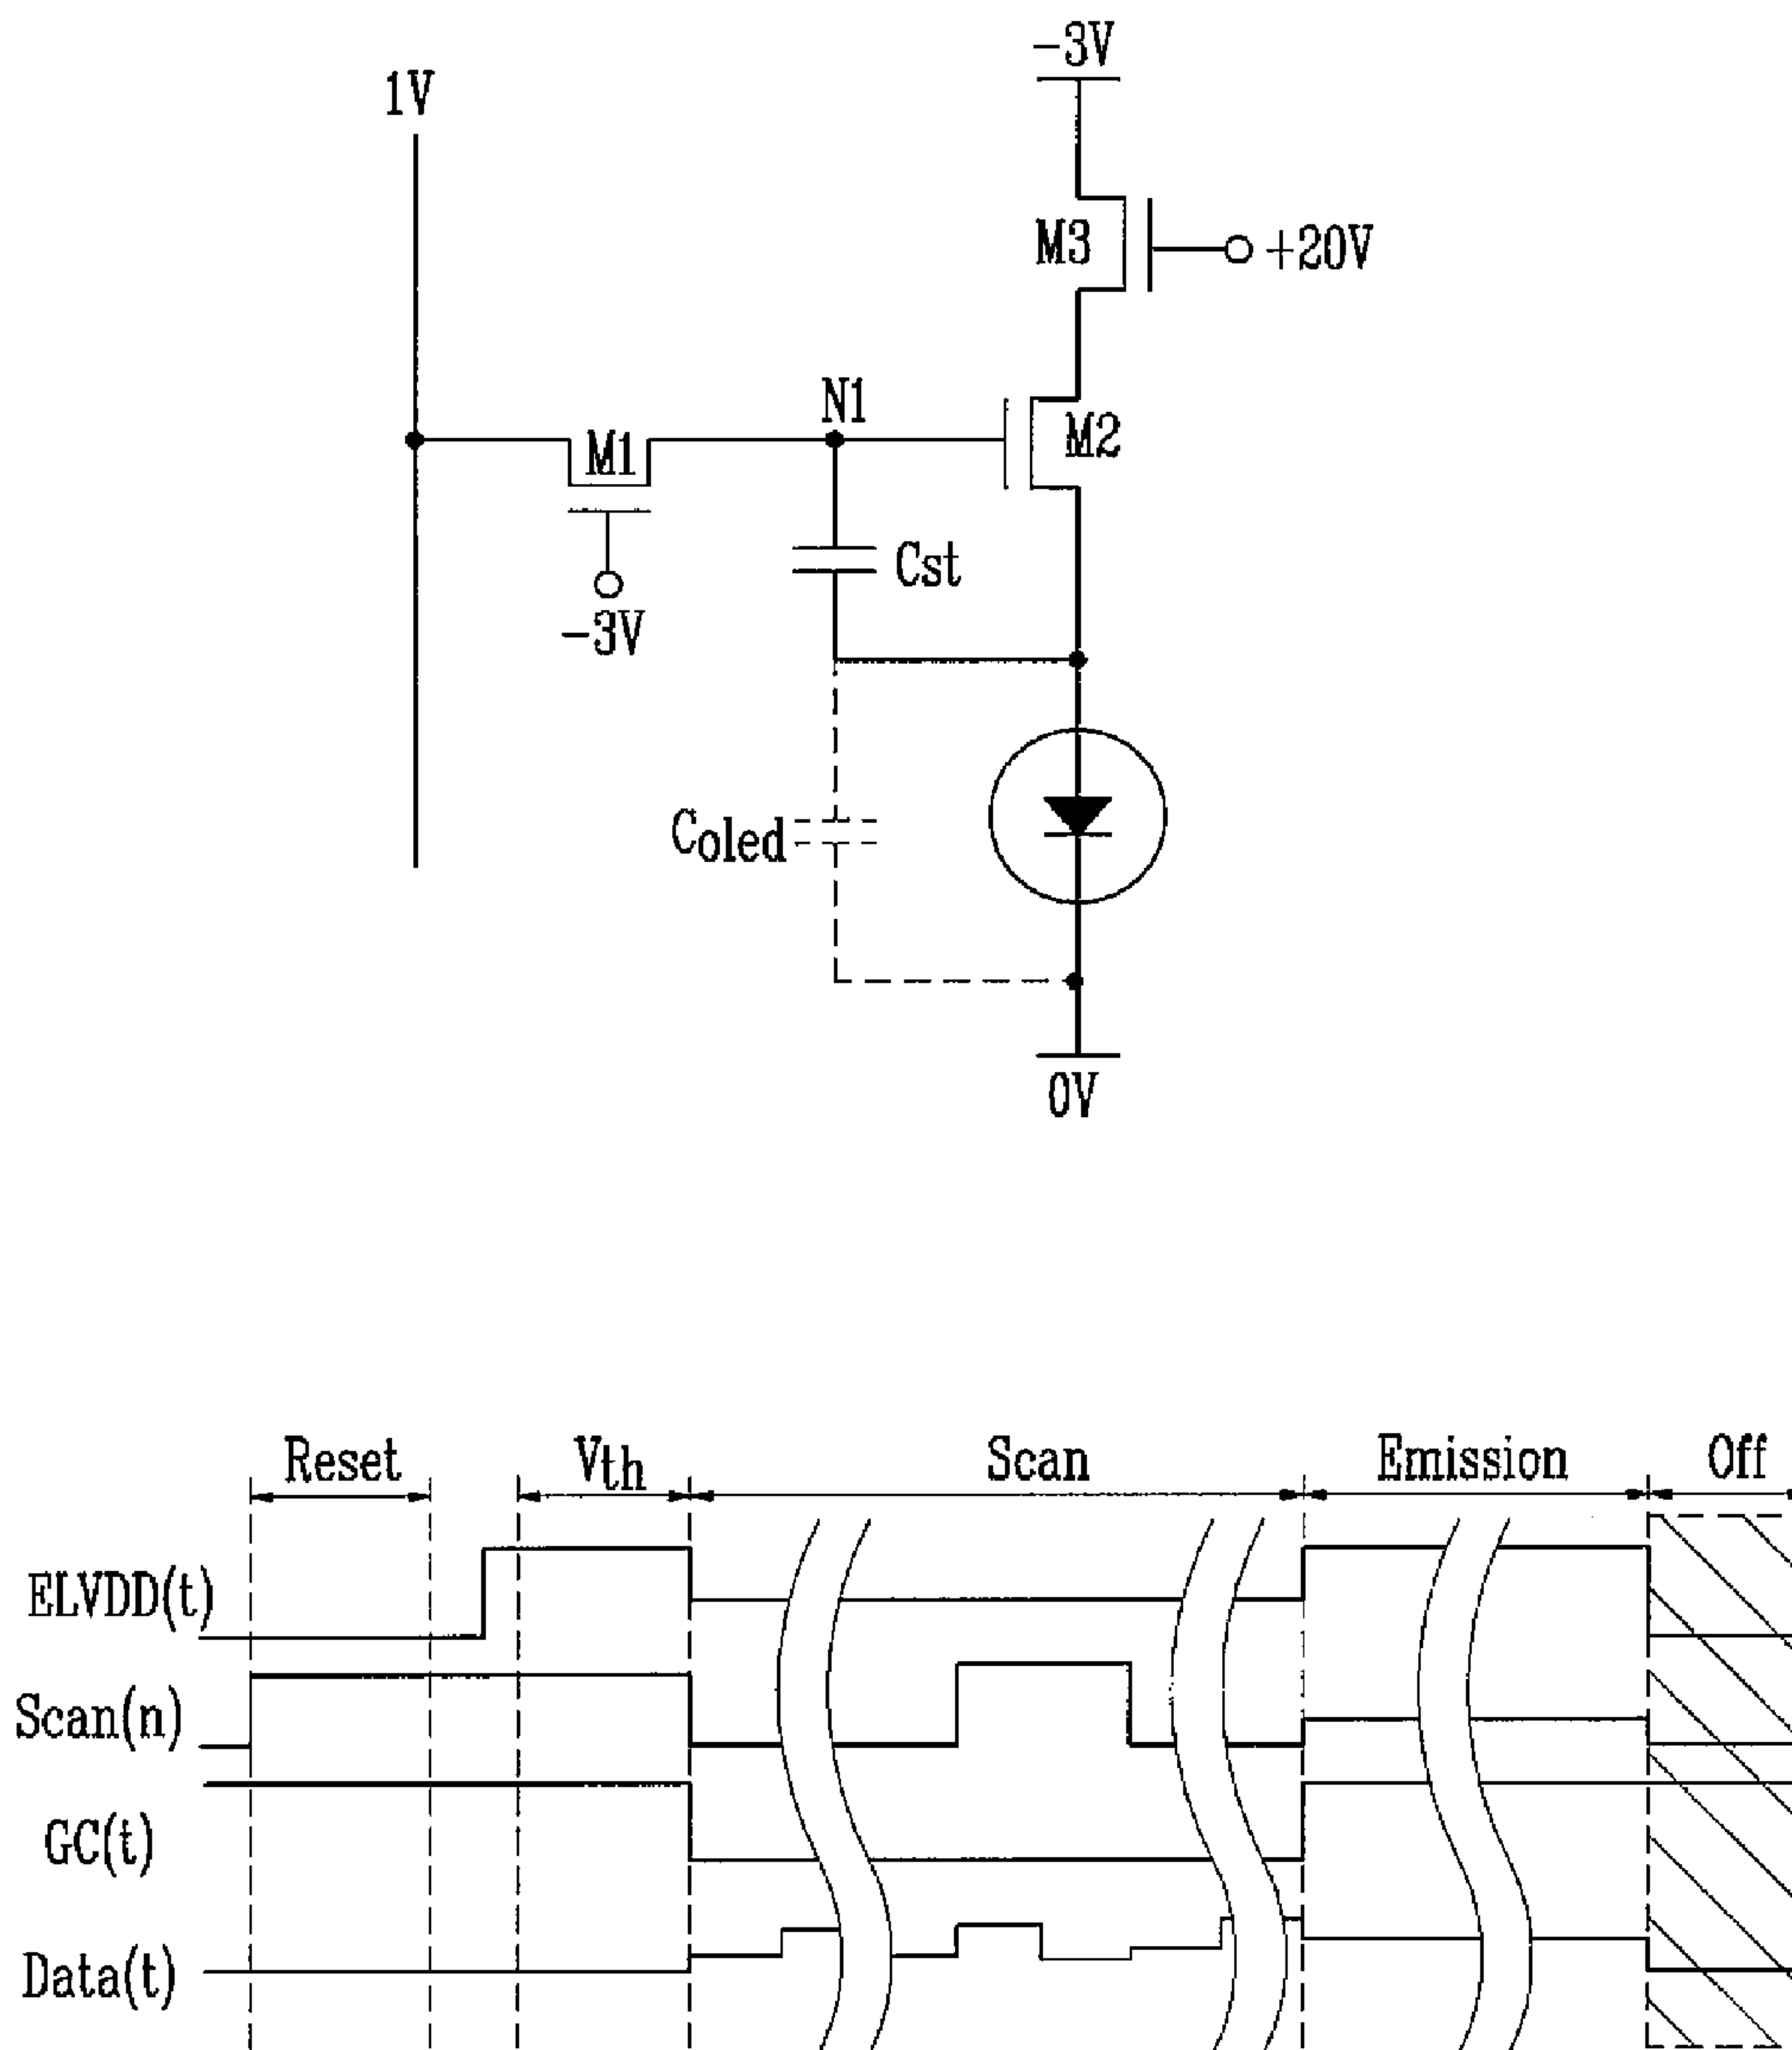 -3V
1V
M3
+20V
N1
M2
M1
Cst
-3V
Coled
0V
Reset
Vth
Scan
Emission
Off
ELVDD(t)
Scan(n)
GC(t)
Data(t)